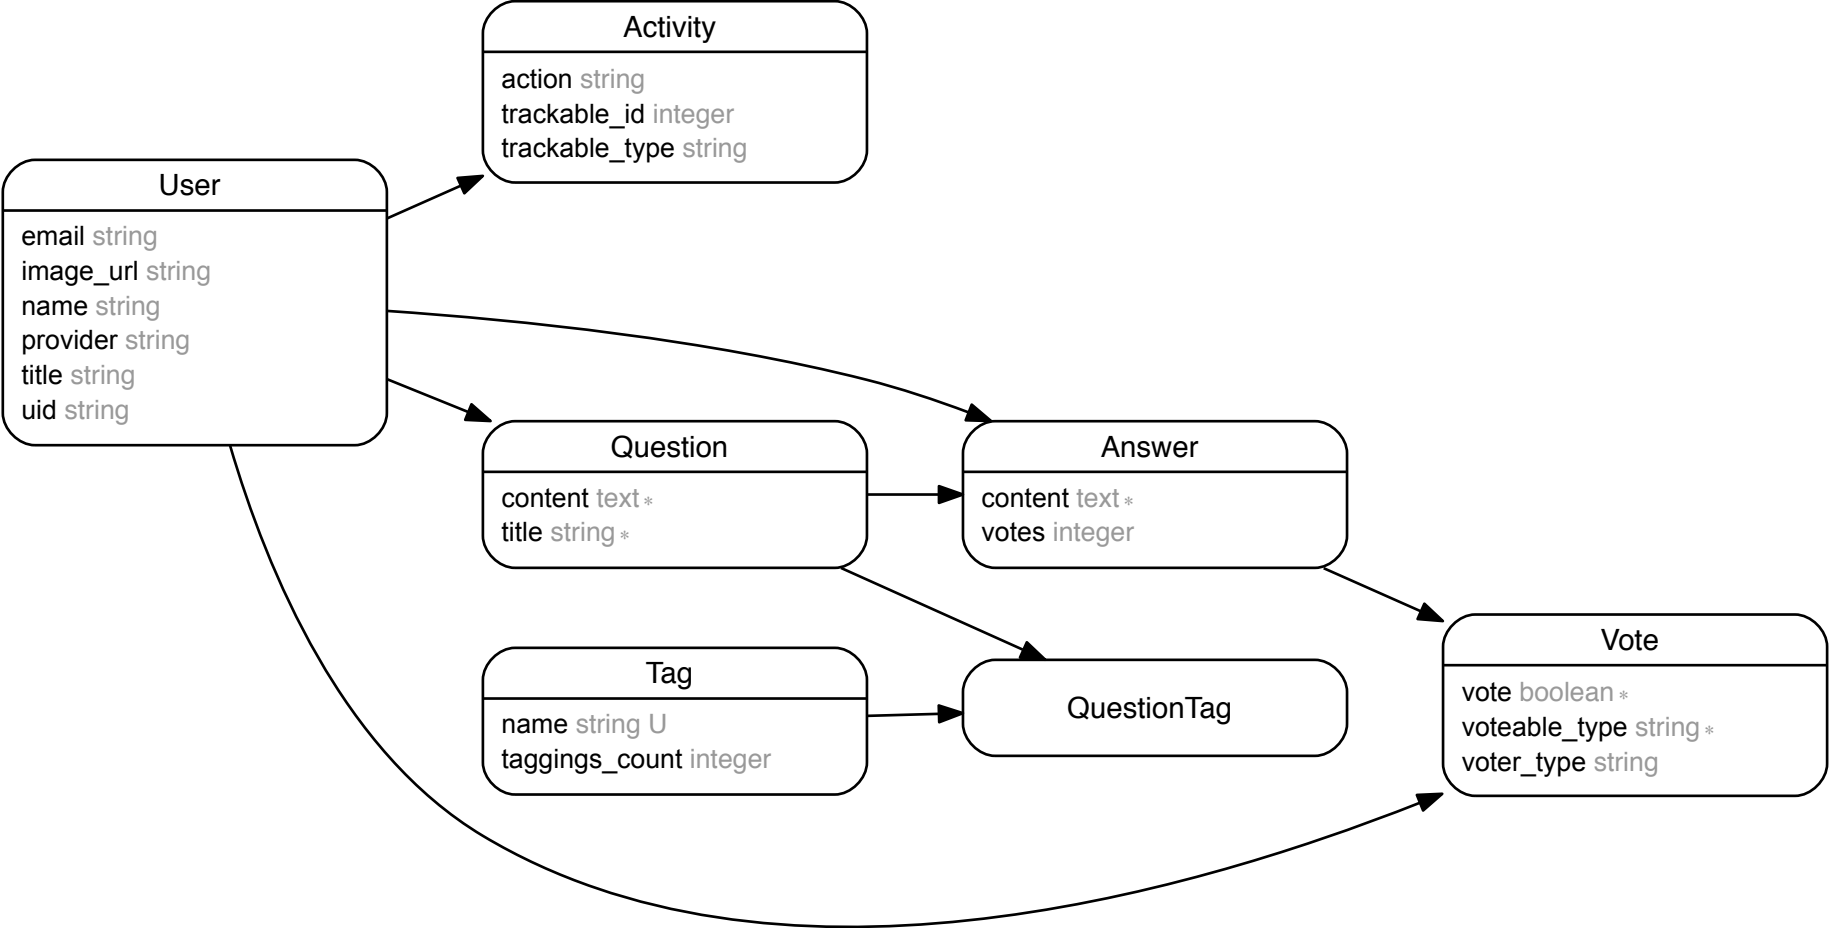 Activity
action string
trackable_id integer
trackable_type string
User
email string
image_url string
name string
provider string
title string
uid string
Question
content text *
title string *
Answer
content text *
votes integer
Tag
name string U
taggings_count integer
QuestionTag
Vote
vote boolean *
voteable_type string *
voter_type string